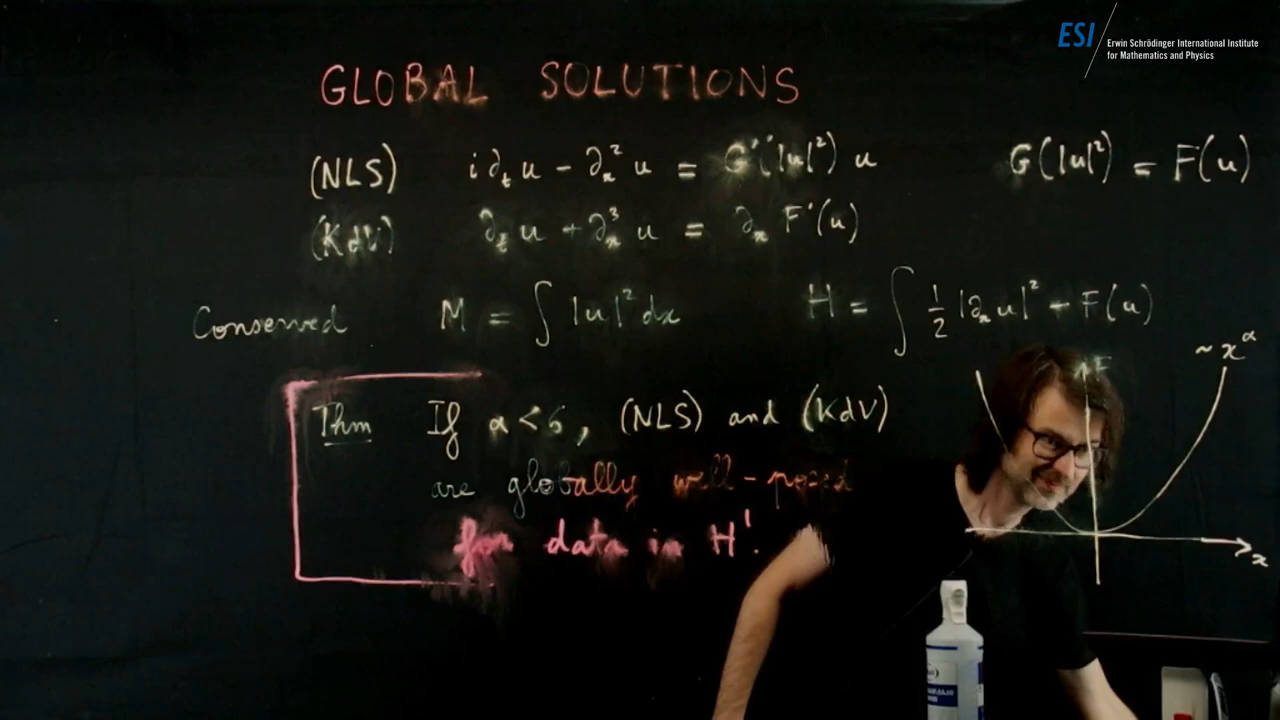 ESI Erwin Schrödinger International Institute
for Mathematics and Physics
GLOBAL SOLUTIONS
(NLS) i∂ₜu - ∂ₓ²u = G'(|u|²) u G(|u|²) = F(u)
(KdV) ∂ₜu + ∂ₓ³u = ∂ₓ F'(u)
Conserved M = ∫ |u|² dx H = ∫ ½ |∂ₓu|² - F(u)
~ x^α
F
Thm If α < 6, (NLS) and (KdV)
are globally well-posed
for data in H¹.
x